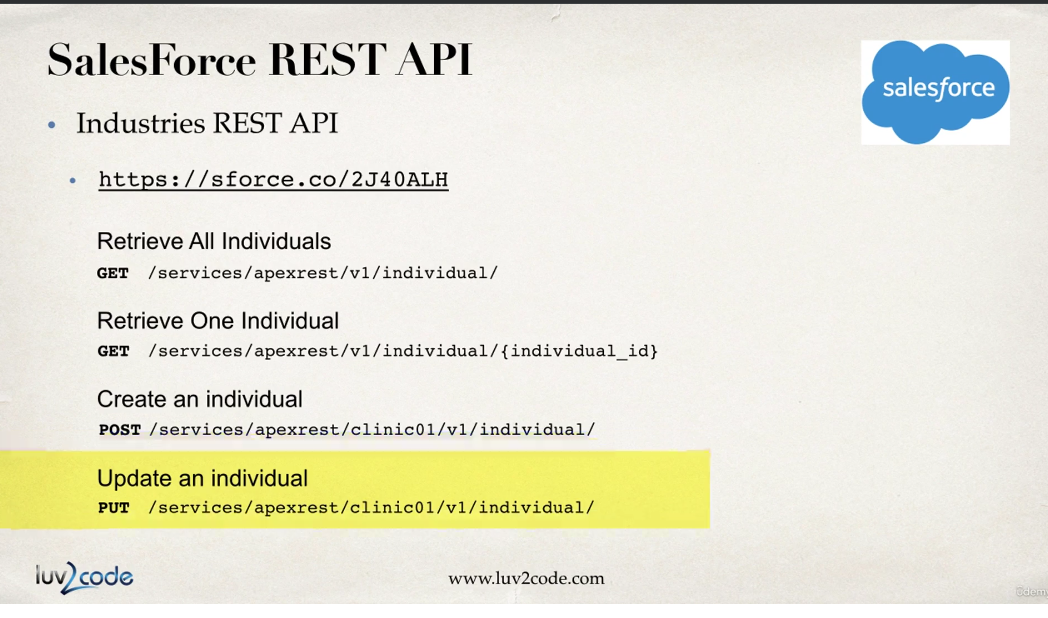 SalesForce REST API
salesforce
Industries REST API
https://sforce.co/2J40ALH
Retrieve All Individuals
GET /services/apexrest/v1/individual/
Retrieve One Individual
GET /services/apexrest/v1/individual/{individual_id}
Create an individual
POST /services/apexrest/clinic01/v1/individual/
Update an individual
PUT /services/apexrest/clinic01/v1/individual/
luv2code
www.luv2code.com